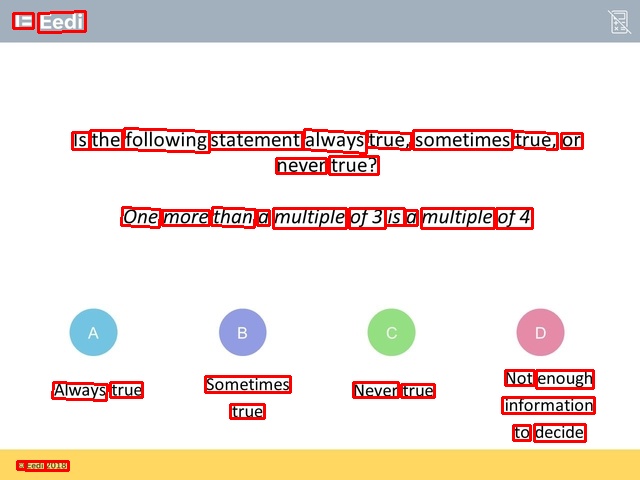 Eedi
Is the following statement always true, sometimes true, or
never true?
One more than a multiple of 3 is a multiple of 4
A
B
C
D
Always true
Sometimes
true
Never true
Not enough
information
to decide
© Eedi 2018